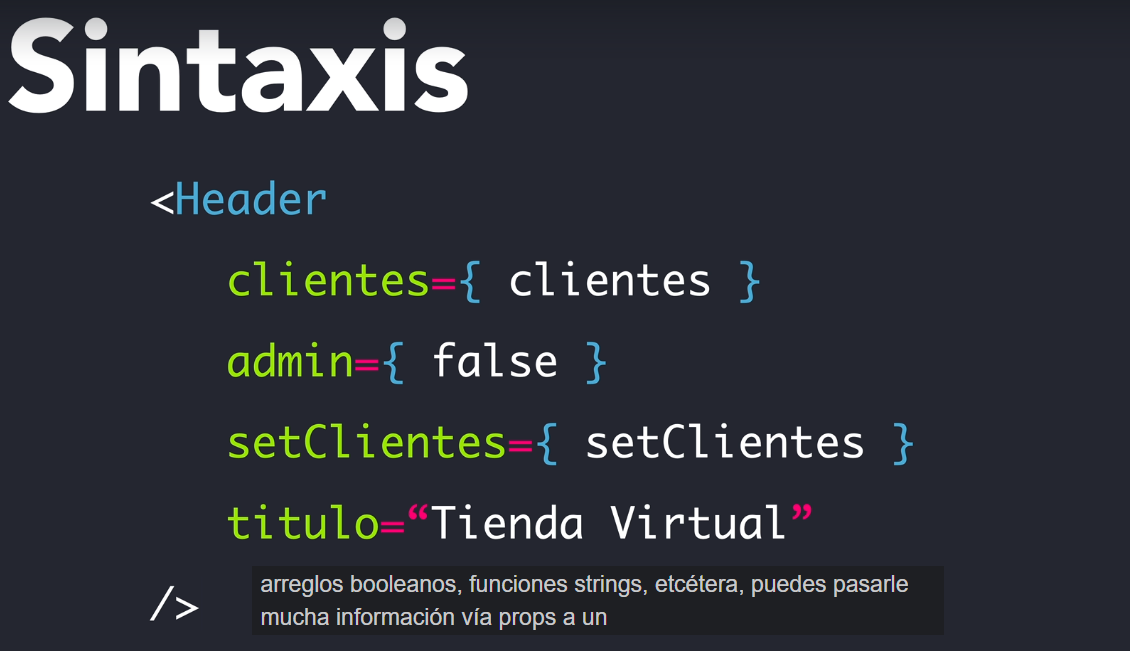 Sintaxis
<Header
clientes={ clientes }
admin={ false }
setClientes={ setClientes }
titulo=“Tienda Virtual”
/>
arreglos booleanos, funciones strings, etcétera, puedes pasarle
mucha información vía props a un